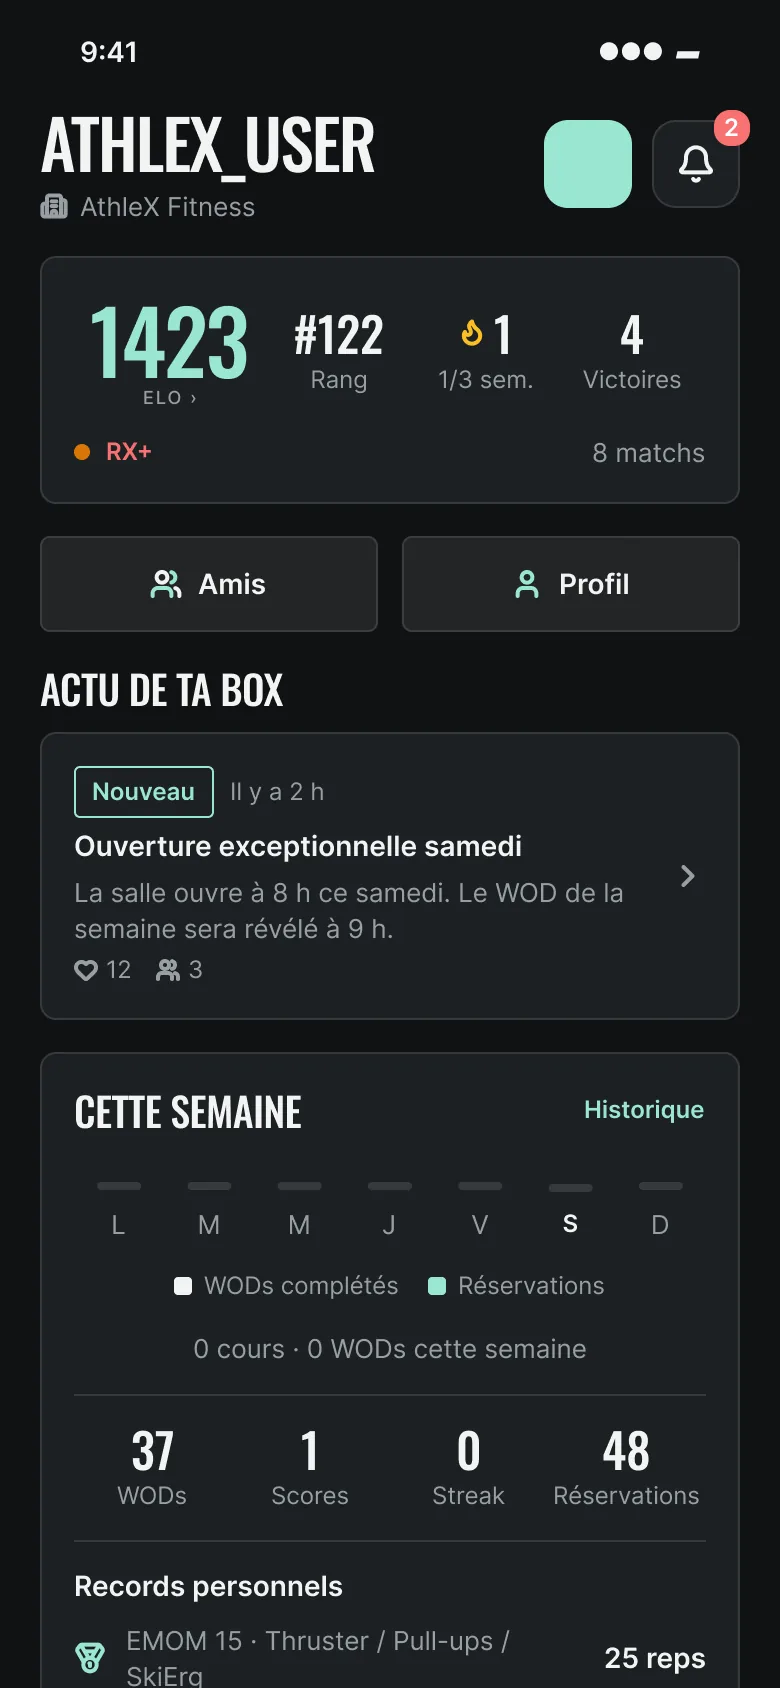 9:41
ATHLEX_USER
AthleX Fitness
2
1423
ELO ›
#122
Rang
1
1/3 sem.
4
Victoires
RX+
8 matchs
Amis
Profil
ACTU DE TA BOX
Nouveau
Il y a 2 h
Ouverture exceptionnelle samedi
La salle ouvre à 8 h ce samedi. Le WOD de la
semaine sera révélé à 9 h.
12
3
CETTE SEMAINE
Historique
L M M J V S D
WODs complétés
Réservations
0 cours · 0 WODs cette semaine
37
WODs
1
Scores
0
Streak
48
Réservations
Records personnels
EMOM 15 · Thruster / Pull-ups /
SkiErg
25 reps